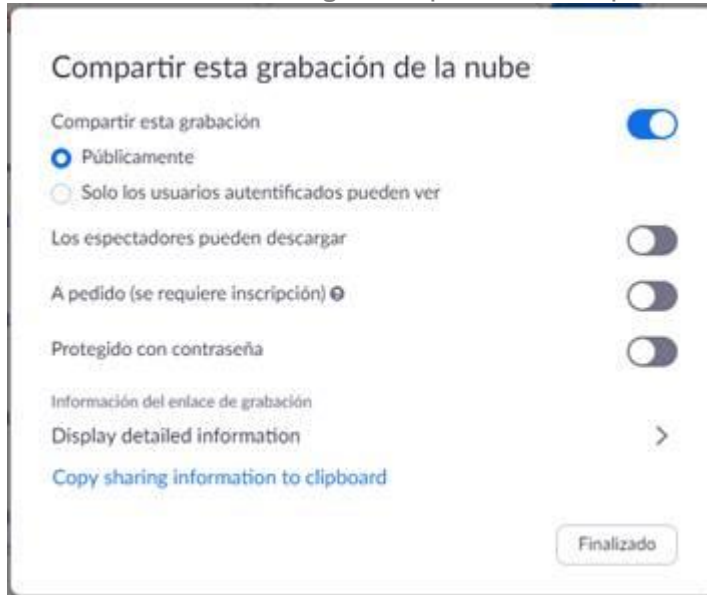 Compartir esta grabación de la nube
Compartir esta grabación
Públicamente
Solo los usuarios autentificados pueden ver
Los espectadores pueden descargar
A pedido (se requiere inscripción)
Protegido con contraseña
Información del enlace de grabación
Display detailed information
Copy sharing information to clipboard
Finalizado